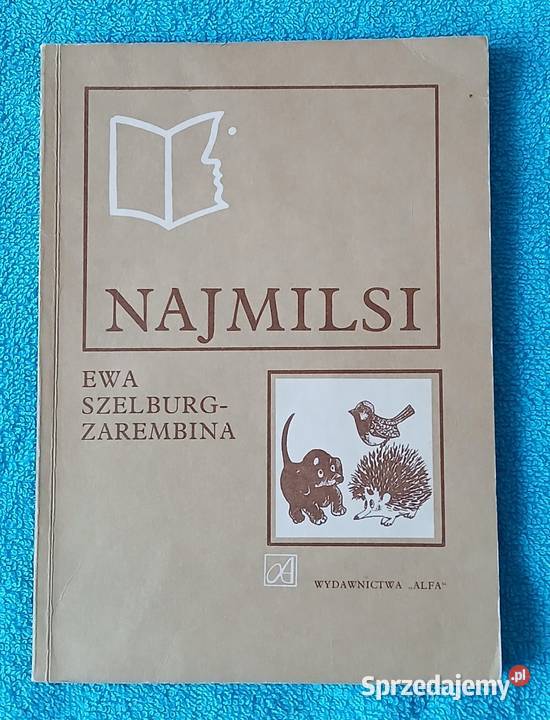 NAJMILSI
EWA
SZELBURG-
ZAREMBINA
WYDAWNICTWA „ALFA"
Sprzedajemy.pl